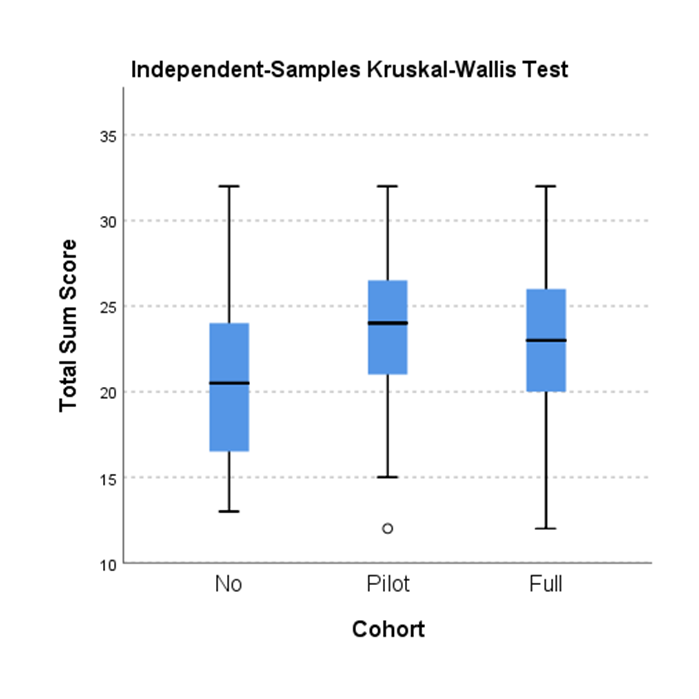 Independent-Samples Kruskal-Wallis Test
35
30
25
20
15
10
Total Sum Score
No Pilot Full
Cohort